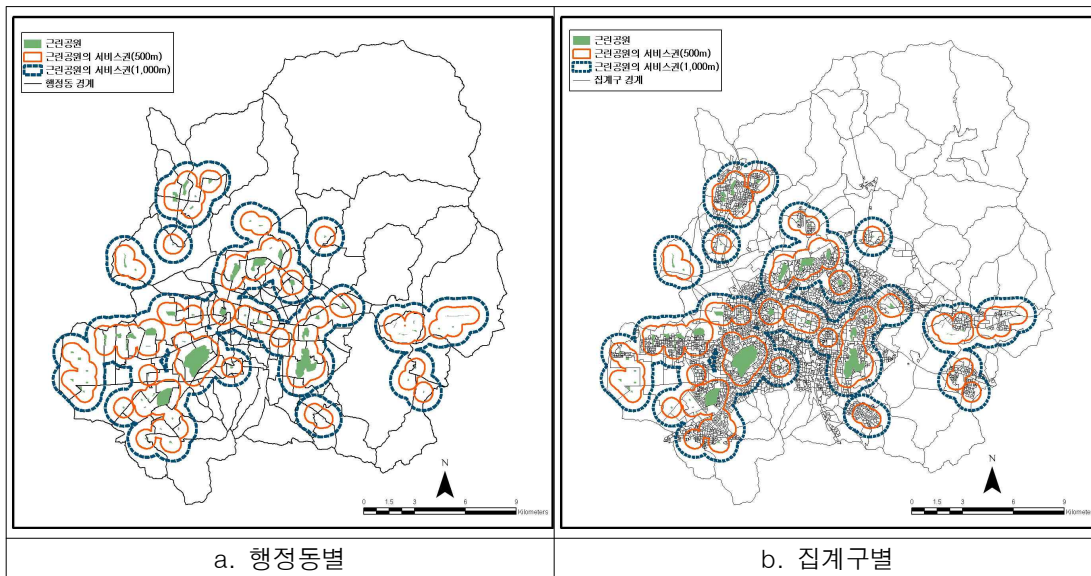 근린공원
근린공원의 서비스권(500m)
근린공원의 서비스권(1,000m)
행정동 경계
N
0 1.5 3 6 9
Kilometers
a. 행정동별
근린공원
근린공원의 서비스권(500m)
근린공원의 서비스권(1,000m)
집계구 경계
N
0 1.5 3 6 9
Kilometers
b. 집계구별